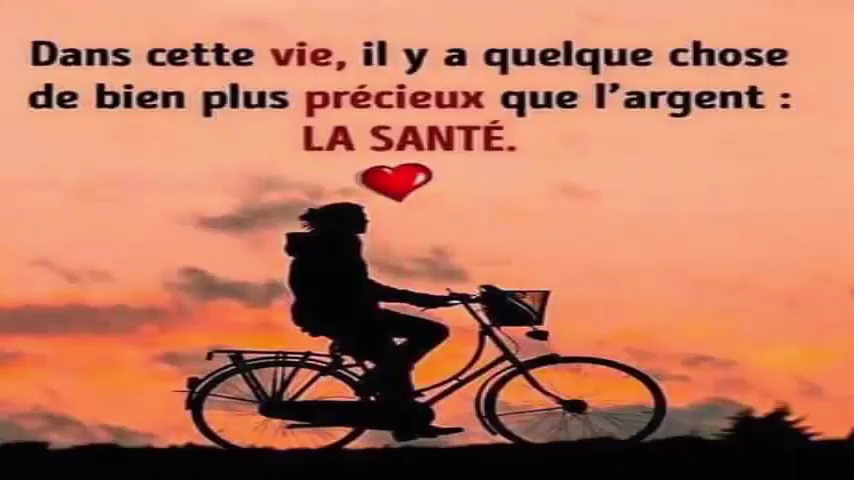 Dans cette vie, il y a quelque chose
de bien plus précieux que l'argent :
LA SANTÉ.